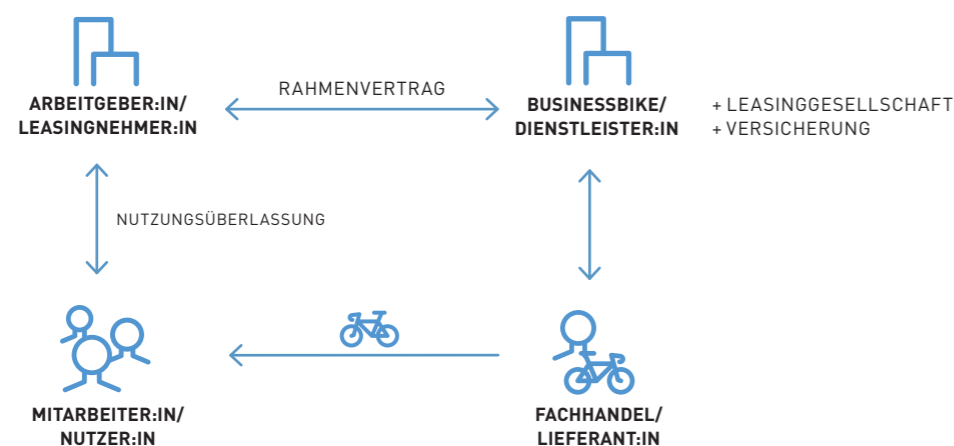 ARBEITGEBER:IN/
LEASINGNEHMER:IN
RAHMENVERTRAG
BUSINESSBIKE/
DIENSTLEISTER:IN
+ LEASINGGESELLSCHAFT
+ VERSICHERUNG
NUTZUNGSÜBERLASSUNG
MITARBEITER:IN/
NUTZER:IN
FACHHANDEL/
LIEFERANT:IN